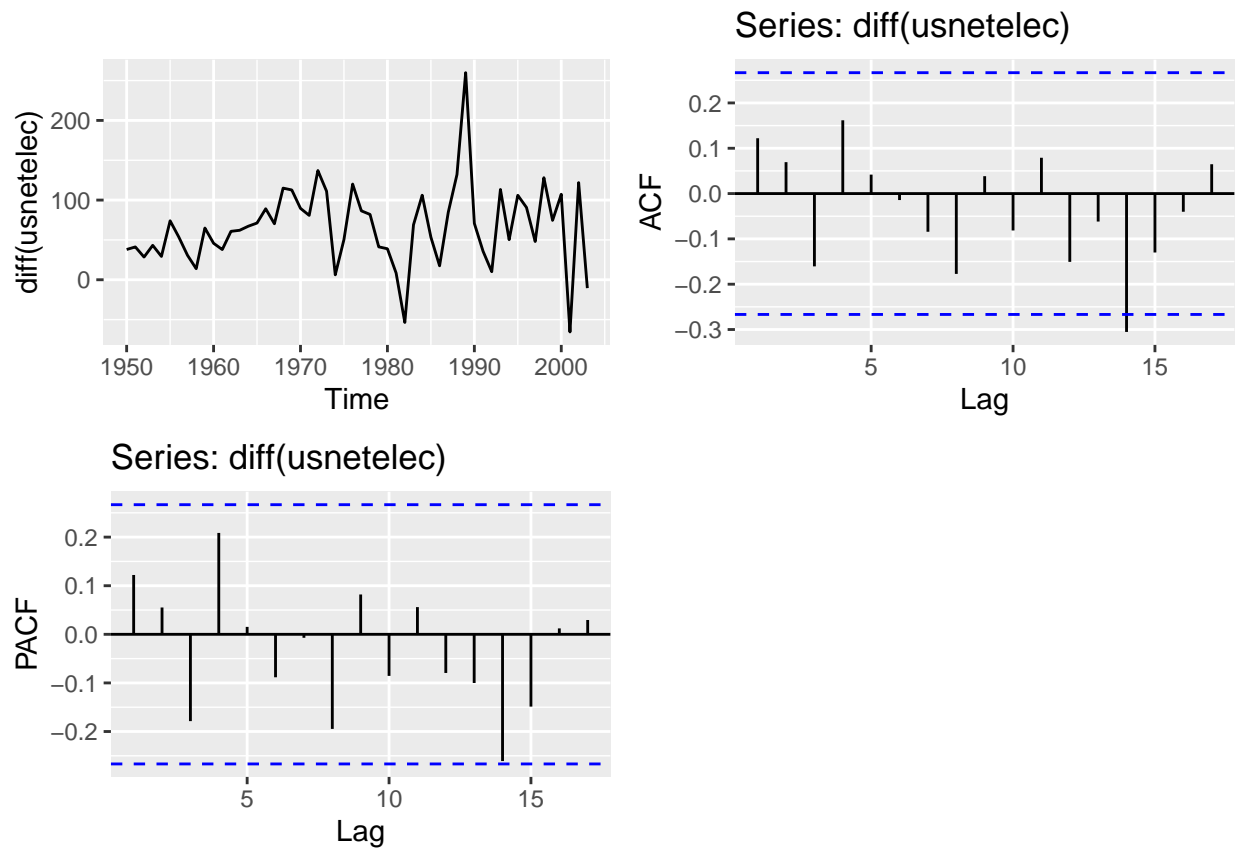 diff(usnetelec)
200
100
0
1950 1960 1970 1980 1990 2000
Time
Series: diff(usnetelec)
ACF
0.2
0.1
0.0
−0.1
−0.2
−0.3
5 10 15
Lag
Series: diff(usnetelec)
PACF
0.2
0.1
0.0
−0.1
−0.2
5 10 15
Lag